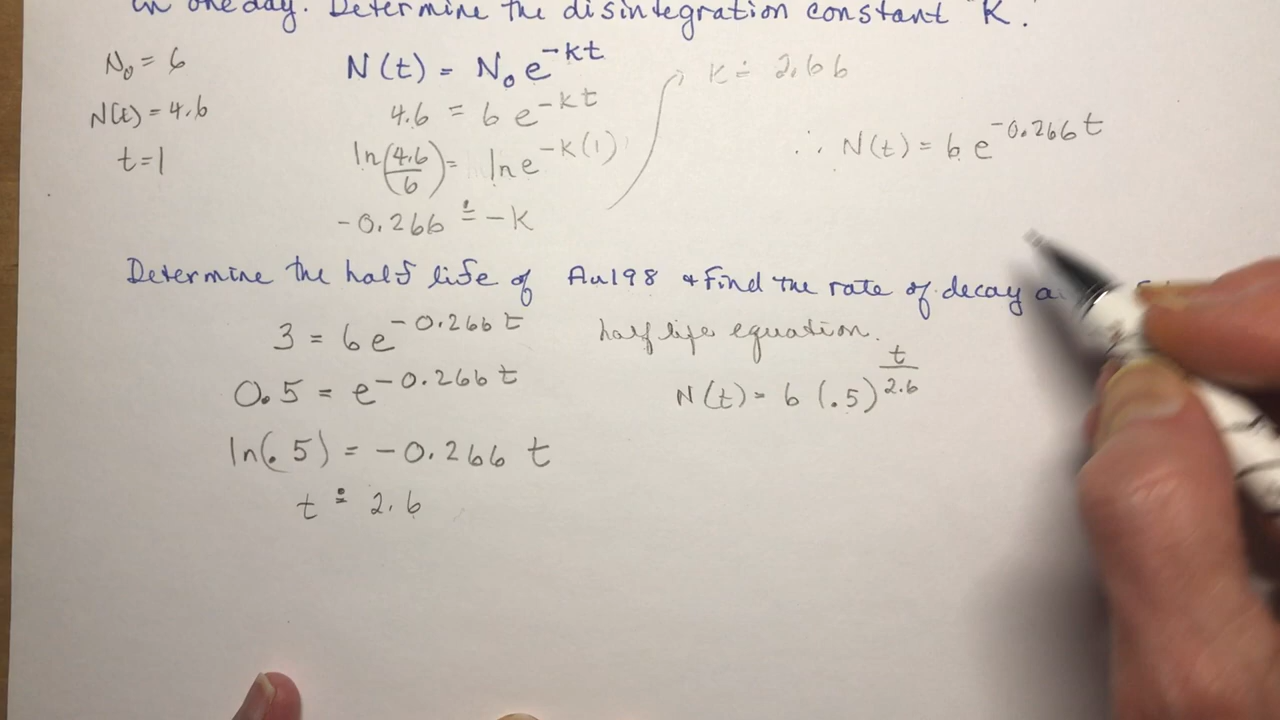 in one day. Determine the disintegration constant K.
N₀ = 6
N(t) = 4.6
t=1
N(t) = N₀e^{-kt}
4.6 = 6e^{-kt}
ln(4.6/6) = ln e^{-k(1)}
-0.266 ≐ -k
k ≐ 2.66
∴ N(t) = 6e^{-0.266t}
Determine the half life of Au198 & Find the rate of decay
3 = 6e^{-0.266t}
0.5 = e^{-0.266t}
ln(.5) = -0.266t
t ≐ 2.6
half life equation.
N(t) = 6(.5)^{t/2.6}